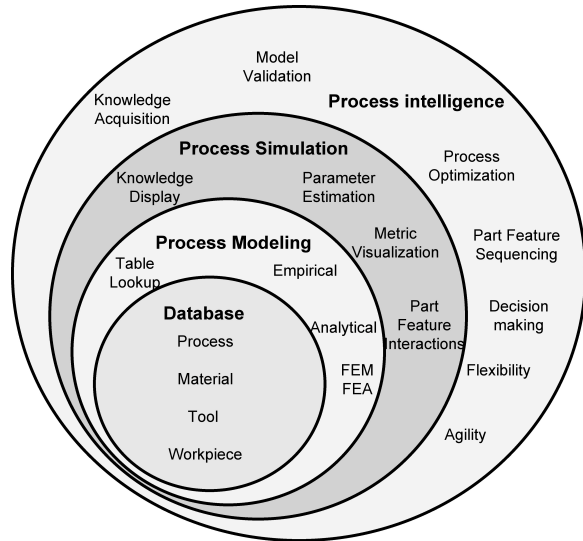 Model
Validation
Knowledge
Acquisition
Process intelligence
Process Simulation
Process
Optimization
Knowledge
Display
Parameter
Estimation
Metric
Visualization
Part Feature
Sequencing
Process Modeling
Table
Lookup
Empirical
Database
Process
Material
Tool
Workpiece
Analytical
FEM
FEA
Part
Feature
Interactions
Decision
making
Flexibility
Agility